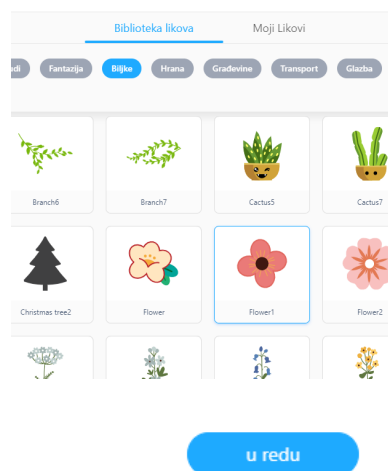 Biblioteka likova Moji Likovi
Fantazija Biljke Hrana Građevine Transport Glazba
Branch6 Branch7 Cactus5 Cactus7
Christmas tree2 Flower Flower1 Flower2
u redu